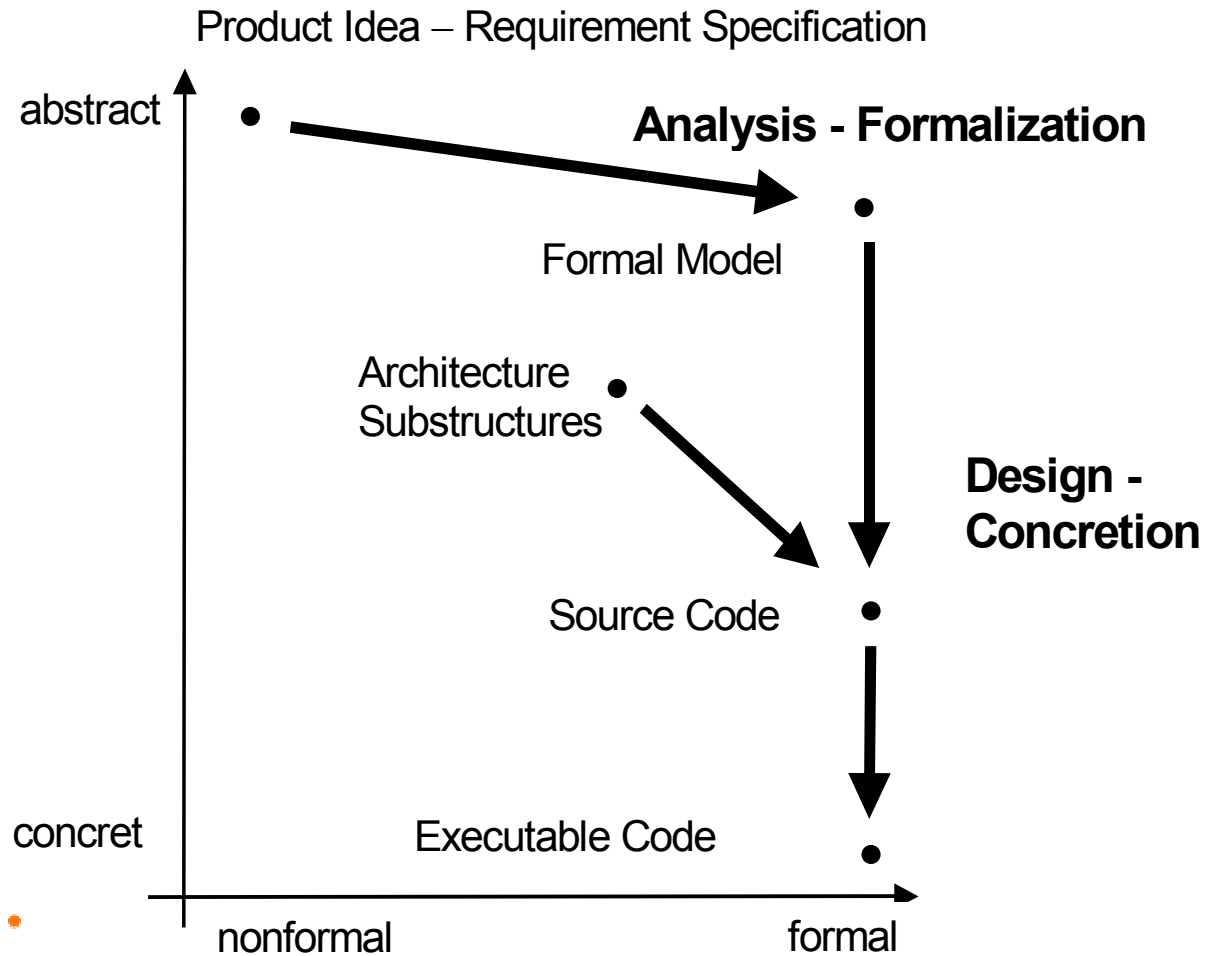 Product Idea – Requirement Specification
abstract
Analysis - Formalization
Formal Model
Architecture
Substructures
Design -
Concretion
Source Code
concret
Executable Code
nonformal
formal